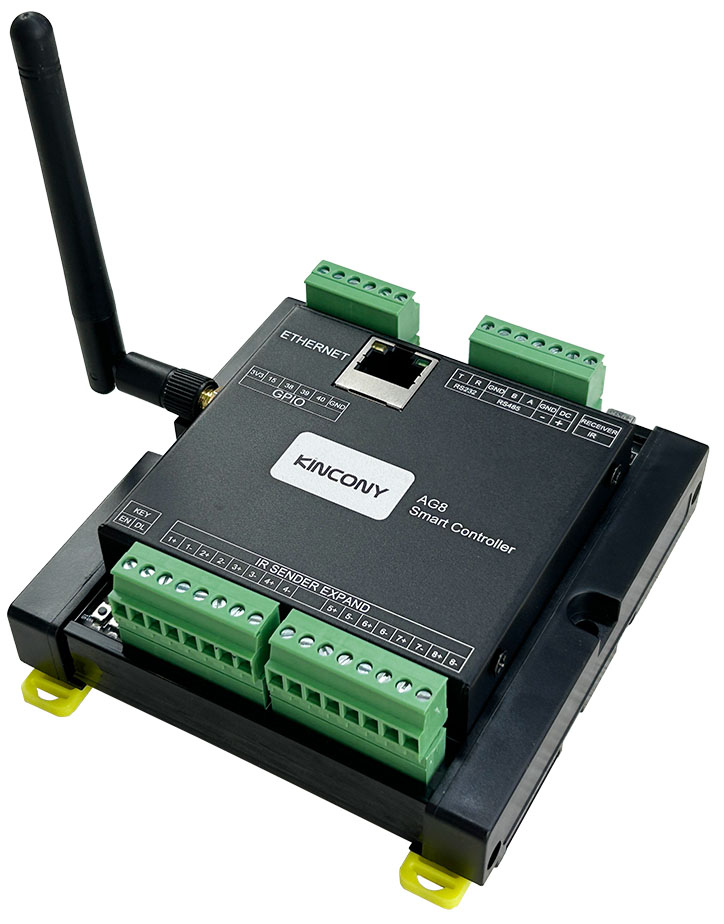 ETHERNET
3V3 15 38 39 40 GND
GPIO
T R GND B A GND DC
RS232 RS485 - +
RECEIVER
IR
KINCONY
AG8
Smart Controller
KEY
EN DL
IR SENDER EXPAND
1+ 1- 2+ 2- 3+ 3- 4+ 4- 5+ 5- 6+ 6- 7+ 7- 8+ 8-